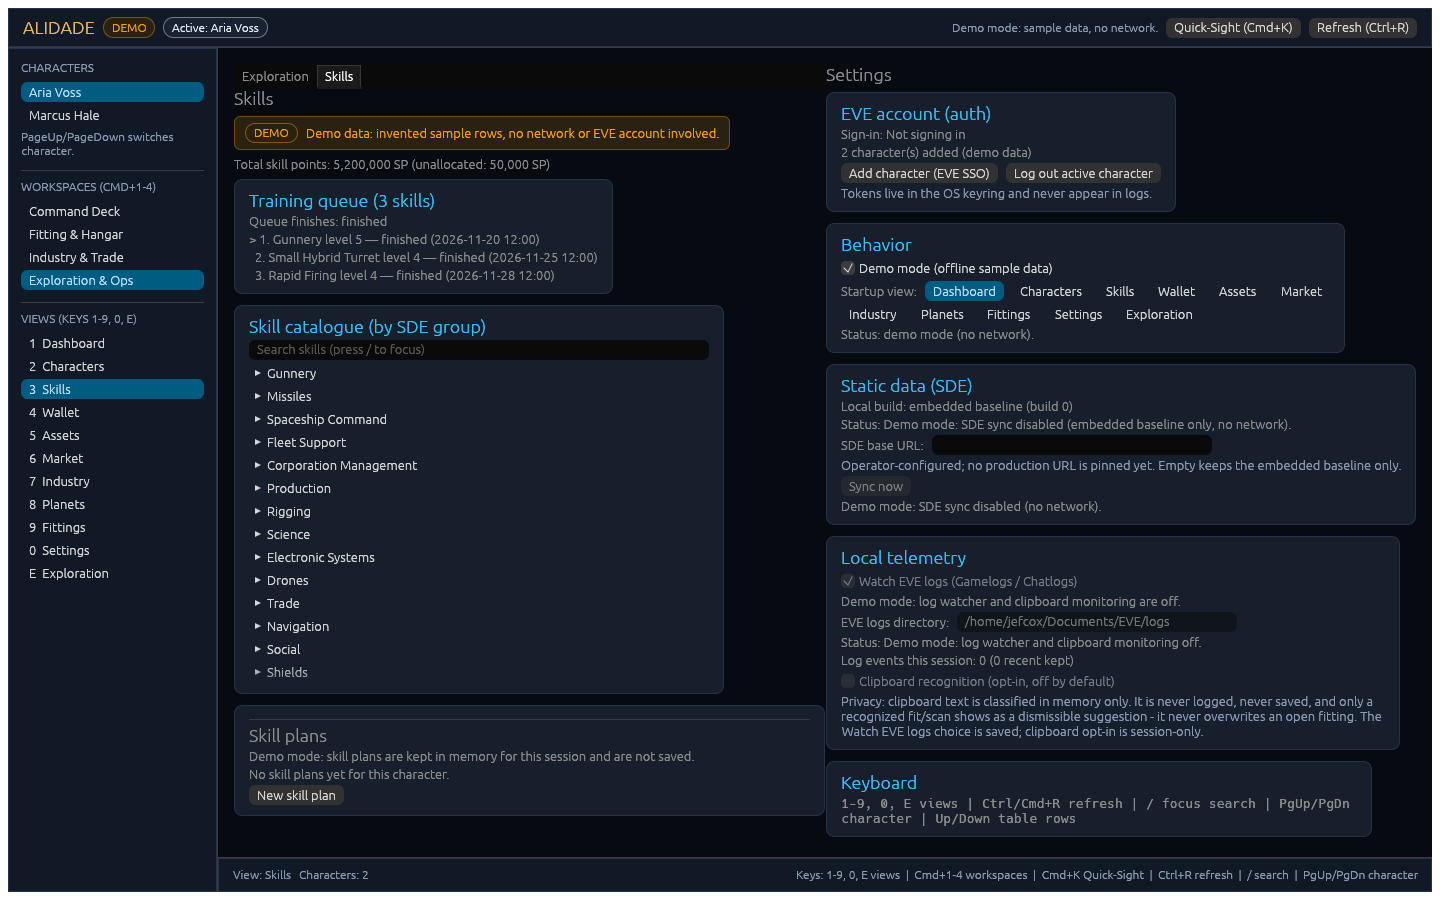 ALIDADE DEMO Active: Aria Voss
Demo mode: sample data, no network. Quick-Sight (Cmd+K) Refresh (Ctrl+R)
CHARACTERS
Aria Voss
Marcus Hale
PageUp/PageDown switches
character.
WORKSPACES (CMD+1-4)
Command Deck
Fitting & Hangar
Industry & Trade
Exploration & Ops
VIEWS (KEYS 1-9, 0, E)
1 Dashboard
2 Characters
3 Skills
4 Wallet
5 Assets
6 Market
7 Industry
8 Planets
9 Fittings
0 Settings
E Exploration
Exploration Skills
Skills
DEMO Demo data: invented sample rows, no network or EVE account involved.
Total skill points: 5,200,000 SP (unallocated: 50,000 SP)
Training queue (3 skills)
Queue finishes: finished
> 1. Gunnery level 5 — finished (2026-11-20 12:00)
2. Small Hybrid Turret level 4 — finished (2026-11-25 12:00)
3. Rapid Firing level 4 — finished (2026-11-28 12:00)
Skill catalogue (by SDE group)
Search skills (press / to focus)
▸ Gunnery
▸ Missiles
▸ Spaceship Command
▸ Fleet Support
▸ Corporation Management
▸ Production
▸ Rigging
▸ Science
▸ Electronic Systems
▸ Drones
▸ Trade
▸ Navigation
▸ Social
▸ Shields
Skill plans
Demo mode: skill plans are kept in memory for this session and are not saved.
No skill plans yet for this character.
New skill plan
Settings
EVE account (auth)
Sign-in: Not signing in
2 character(s) added (demo data)
Add character (EVE SSO) Log out active character
Tokens live in the OS keyring and never appear in logs.
Behavior
Demo mode (offline sample data)
Startup view: Dashboard Characters Skills Wallet Assets Market
Industry Planets Fittings Settings Exploration
Status: demo mode (no network).
Static data (SDE)
Local build: embedded baseline (build 0)
Status: Demo mode: SDE sync disabled (embedded baseline only, no network).
SDE base URL:
Operator-configured; no production URL is pinned yet. Empty keeps the embedded baseline only.
Sync now
Demo mode: SDE sync disabled (no network).
Local telemetry
Watch EVE logs (Gamelogs / Chatlogs)
Demo mode: log watcher and clipboard monitoring are off.
EVE logs directory: /home/jefcox/Documents/EVE/logs
Status: Demo mode: log watcher and clipboard monitoring off.
Log events this session: 0 (0 recent kept)
Clipboard recognition (opt-in, off by default)
Privacy: clipboard text is classified in memory only. It is never logged, never saved, and only a
recognized fit/scan shows as a dismissible suggestion - it never overwrites an open fitting. The
Watch EVE logs choice is saved; clipboard opt-in is session-only.
Keyboard
1-9, 0, E views | Ctrl/Cmd+R refresh | / focus search | PgUp/PgDn
character | Up/Down table rows
View: Skills Characters: 2
Keys: 1-9, 0, E views | Cmd+1-4 workspaces | Cmd+K Quick-Sight | Ctrl+R refresh | / search | PgUp/PgDn character